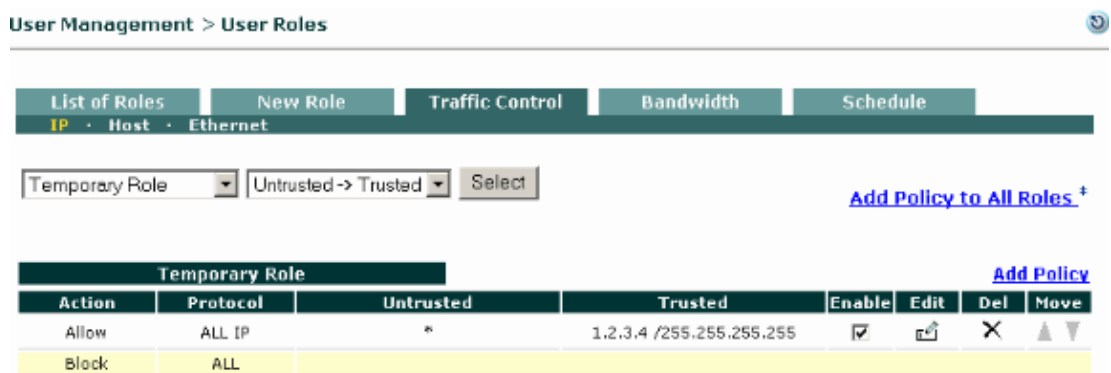 User Management > User Roles
List of Roles New Role Traffic Control Bandwidth Schedule
IP · Host · Ethernet
Temporary Role Untrusted -> Trusted Select
Add Policy to All Roles ‡
Temporary Role Add Policy
Action Protocol Untrusted Trusted Enable Edit Del Move
Allow ALL IP * 1.2.3.4 /255.255.255.255
Block ALL